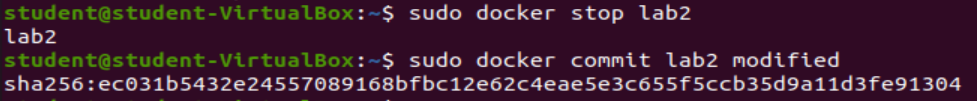 student@student-VirtualBox:~$ sudo docker stop lab2
lab2
student@student-VirtualBox:~$ sudo docker commit lab2 modified
sha256:ec031b5432e24557089168bfbc12e62c4eae5e3c655f5ccb35d9a11d3fe91304